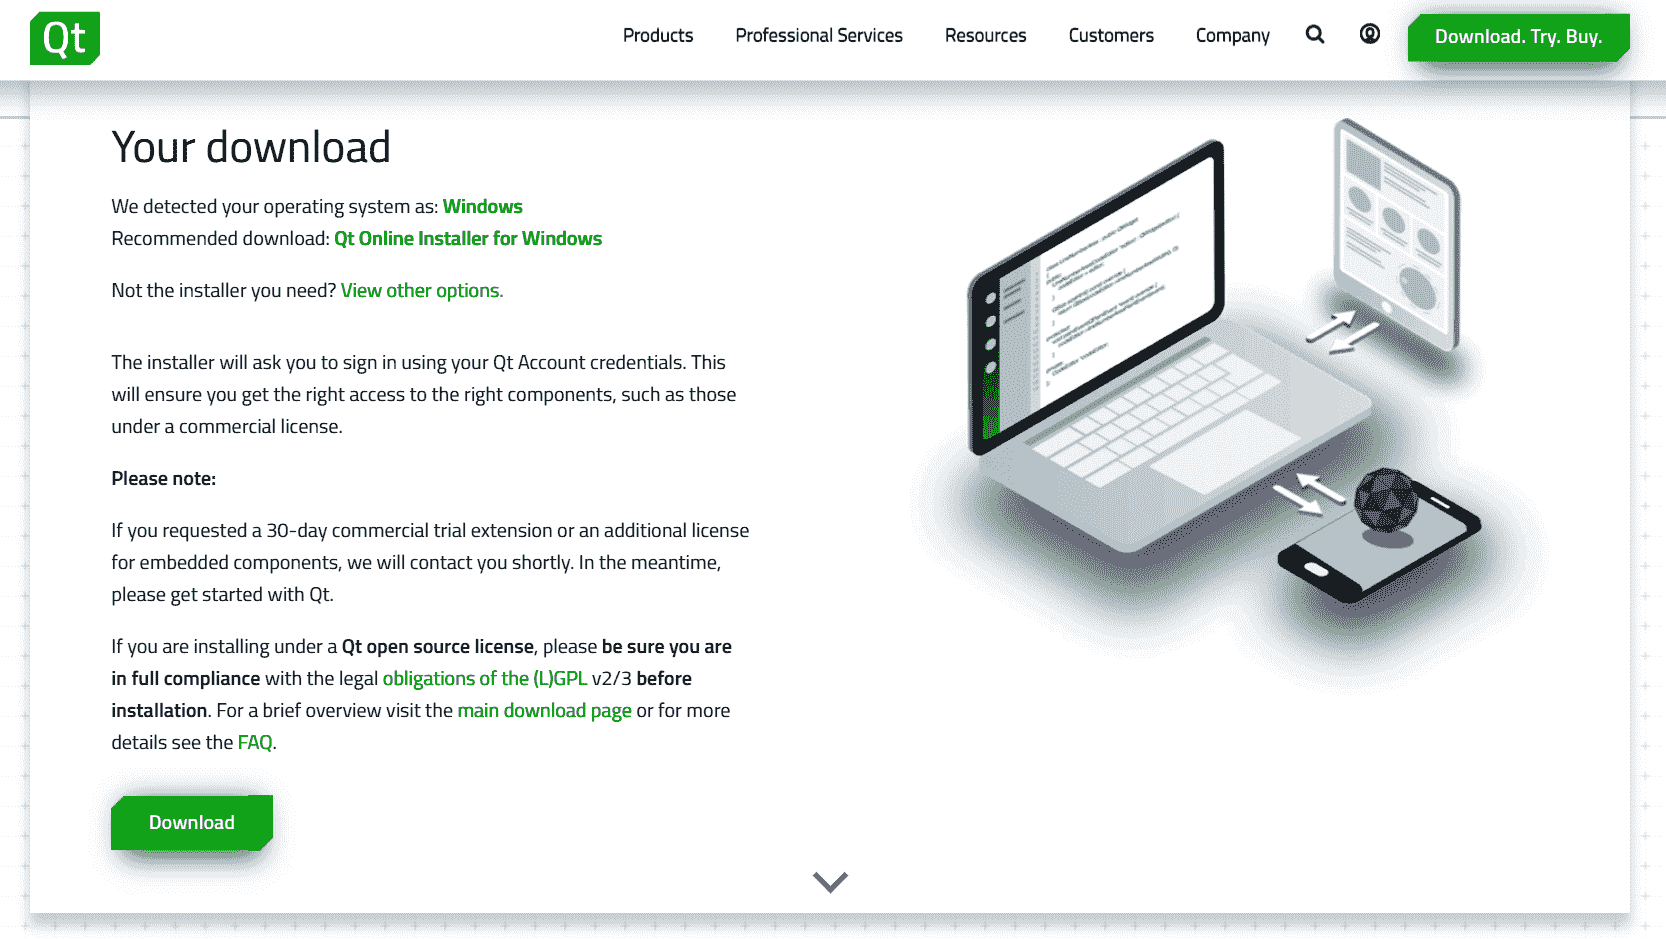 Qt
Products Professional Services Resources Customers Company Download. Try. Buy.
Your download
We detected your operating system as: Windows
Recommended download: Qt Online Installer for Windows
Not the installer you need? View other options.
The installer will ask you to sign in using your Qt Account credentials. This
will ensure you get the right access to the right components, such as those
under a commercial license.
Please note:
If you requested a 30-day commercial trial extension or an additional license
for embedded components, we will contact you shortly. In the meantime,
please get started with Qt.
If you are installing under a Qt open source license, please be sure you are
in full compliance with the legal obligations of the (L)GPL v2/3 before
installation. For a brief overview visit the main download page or for more
details see the FAQ.
Download